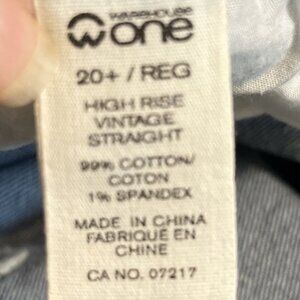 WAREHOUSE
one
20+ / REG
HIGH RISE
VINTAGE
STRAIGHT
99% COTTON/
COTON
1% SPANDEX
MADE IN CHINA
FABRIQUÉ EN
CHINE
CA NO. 07217